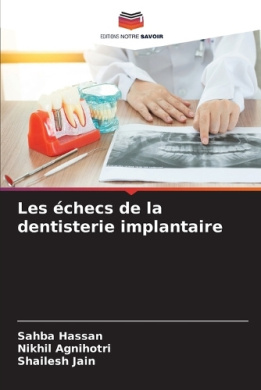 EDITIONS NOTRE SAVOIR
Les échecs de la
dentisterie implantaire
Sahba Hassan
Nikhil Agnihotri
Shailesh Jain